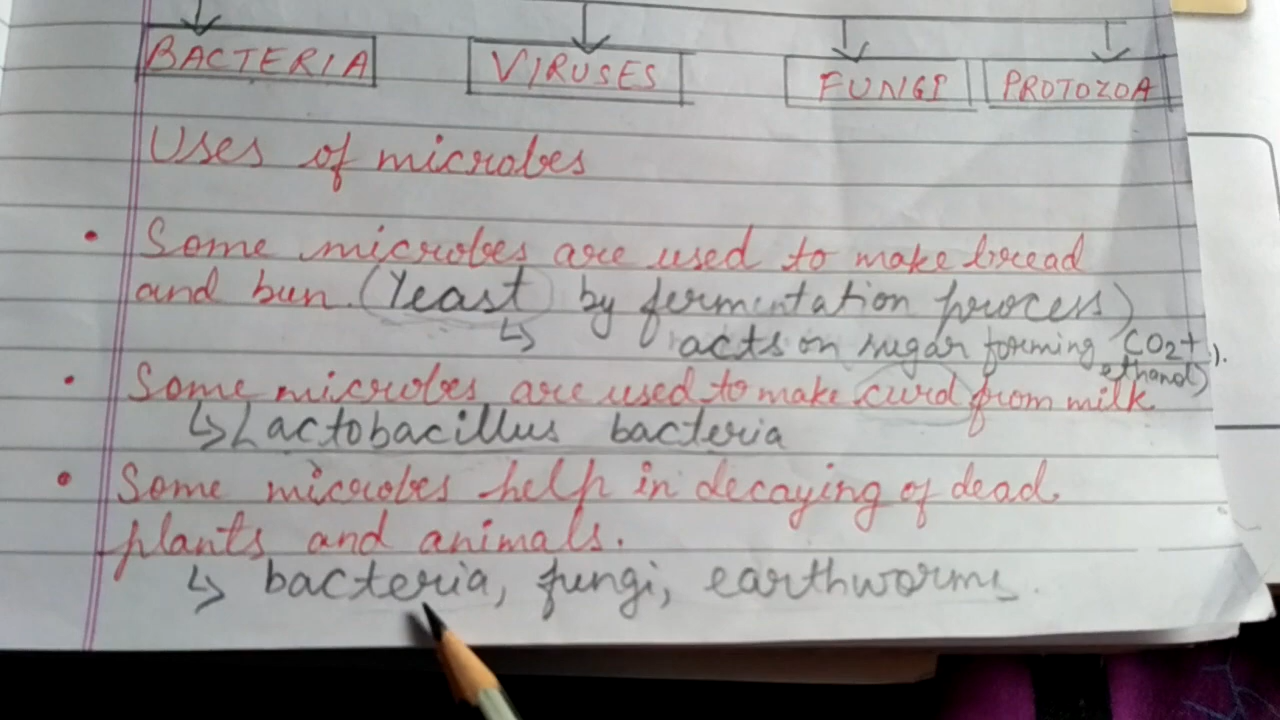 BACTERIA VIRUSES FUNGI PROTOZOA
Uses of microbes
• Some microbes are used to make bread
and bun. (Yeast) by fermentation process)
↳ acts on sugar forming CO2+
ethanol).
• Some microbes are used to make curd from milk
↳ Lactobacillus bacteria
• Some microbes help in decaying of dead
plants and animals.
↳ bacteria, fungi, earthworms.